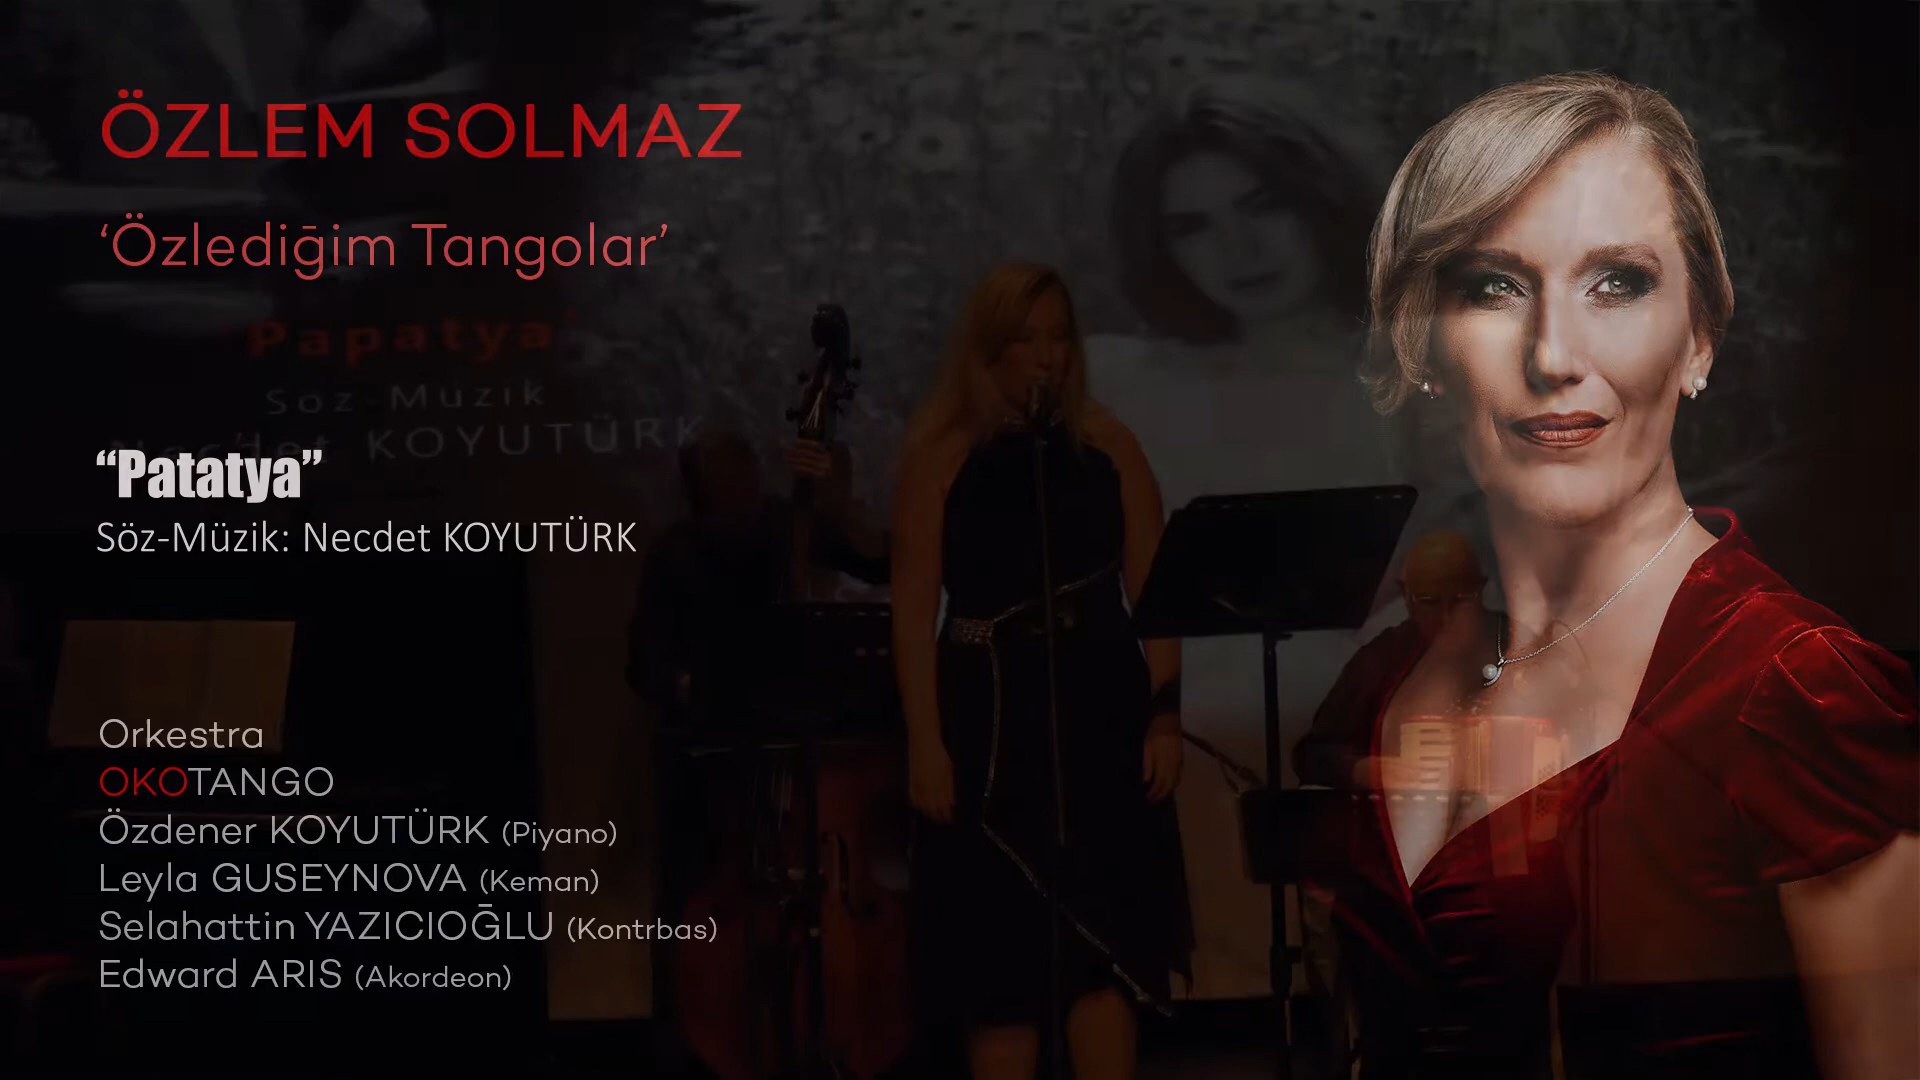 ÖZLEM SOLMAZ
‘Özlediğim Tangolar’
"Papatya"
Söz-Müzik
Necdet KOYUTÜRK
“Patatya”
Söz-Müzik: Necdet KOYUTÜRK
Orkestra
OKOTANGO
Özdener KOYUTÜRK (Piyano)
Leyla GUSEYNOVA (Keman)
Selahattin YAZICIOĞLU (Kontrbas)
Edward ARIS (Akordeon)